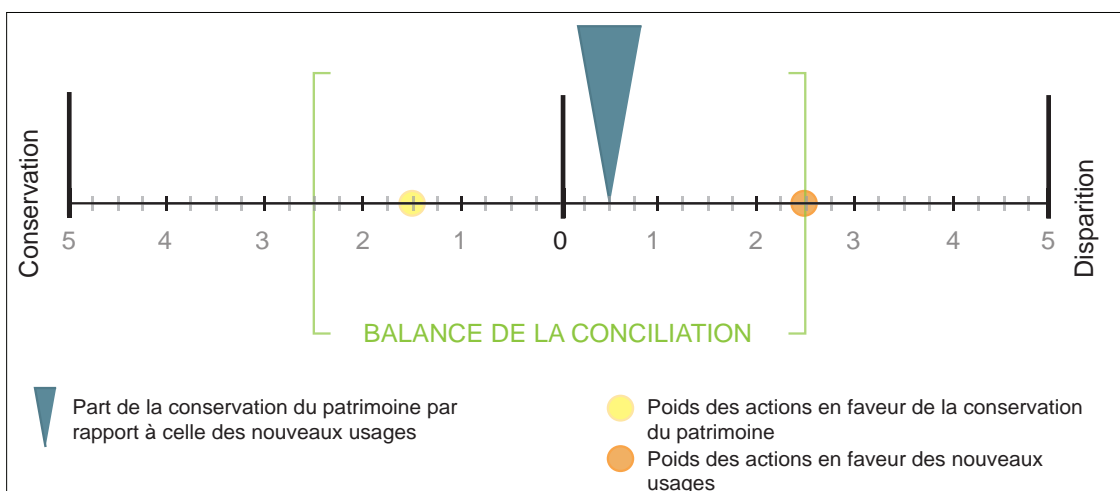 Conservation
5 4 3 2 1 0 1 2 3 4 5
Disparition
BALANCE DE LA CONCILIATION
Part de la conservation du patrimoine par
rapport à celle des nouveaux usages
Poids des actions en faveur de la conservation
du patrimoine
Poids des actions en faveur des nouveaux
usages